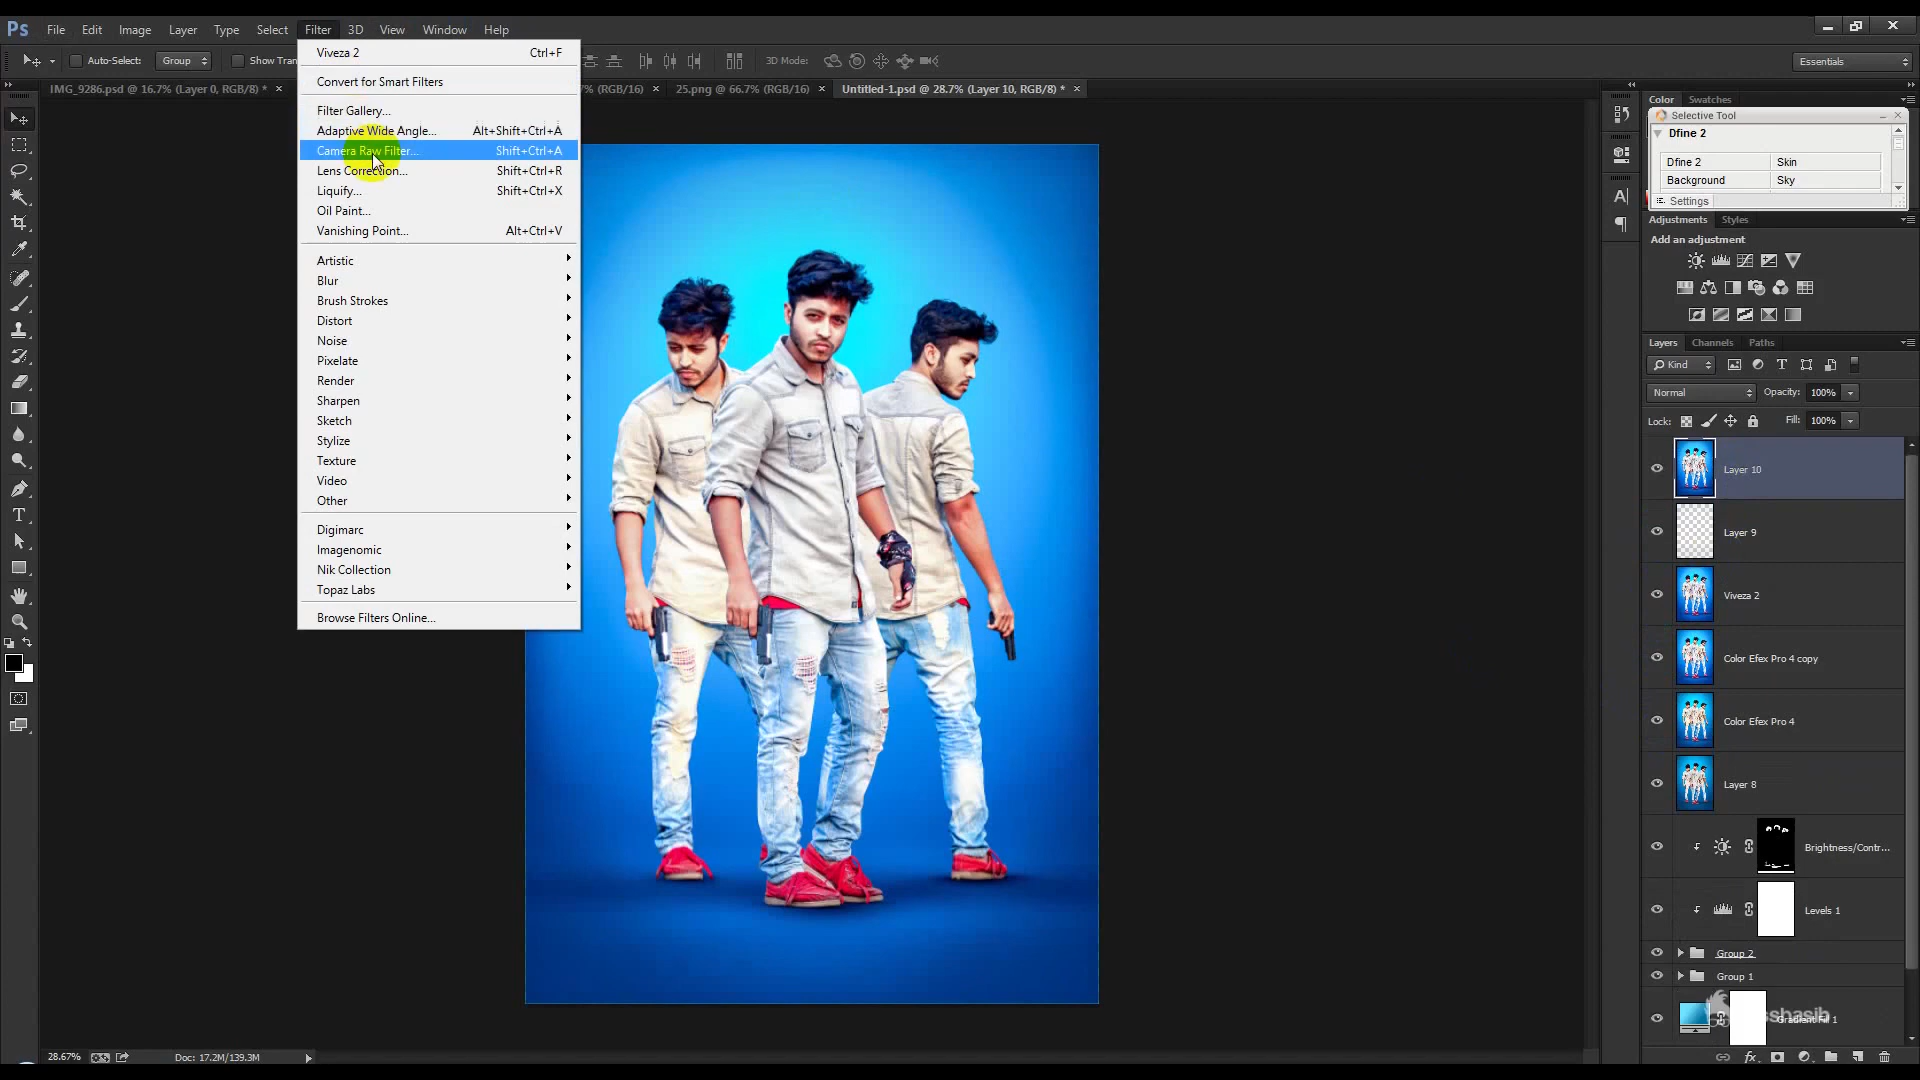 Ps File Edit Image Layer Type Select Filter 3D View Window Help
Auto-Select: Group Show Tran 3D Mode: Essentials
IMG_9286.psd @ 16.7% (Layer 0, RGB/8) * × 7% (RGB/16) × 25.png @ 66.7% (RGB/16) × Untitled-1.psd @ 28.7% (Layer 10, RGB/8) * ×
Viveza 2 Ctrl+F
Convert for Smart Filters
Filter Gallery...
Adaptive Wide Angle... Alt+Shift+Ctrl+A
Camera Raw Filter... Shift+Ctrl+A
Lens Correction... Shift+Ctrl+R
Liquify... Shift+Ctrl+X
Oil Paint...
Vanishing Point... Alt+Ctrl+V
Artistic
Blur
Brush Strokes
Distort
Noise
Pixelate
Render
Sharpen
Sketch
Stylize
Texture
Video
Other
Digimarc
Imagenomic
Nik Collection
Topaz Labs
Browse Filters Online...
Color Swatches
Selective Tool
Dfine 2
Dfine 2 Skin
Background Sky
Settings
Adjustments Styles
Add an adjustment
Layers Channels Paths
Kind
Normal Opacity: 100%
Lock: Fill: 100%
Layer 10
Layer 9
Viveza 2
Color Efex Pro 4 copy
Color Efex Pro 4
Layer 8
Brightness/Contr...
Levels 1
Group 2
Group 1
Gradient Fill 1
28.67% Doc: 17.2M/139.3M